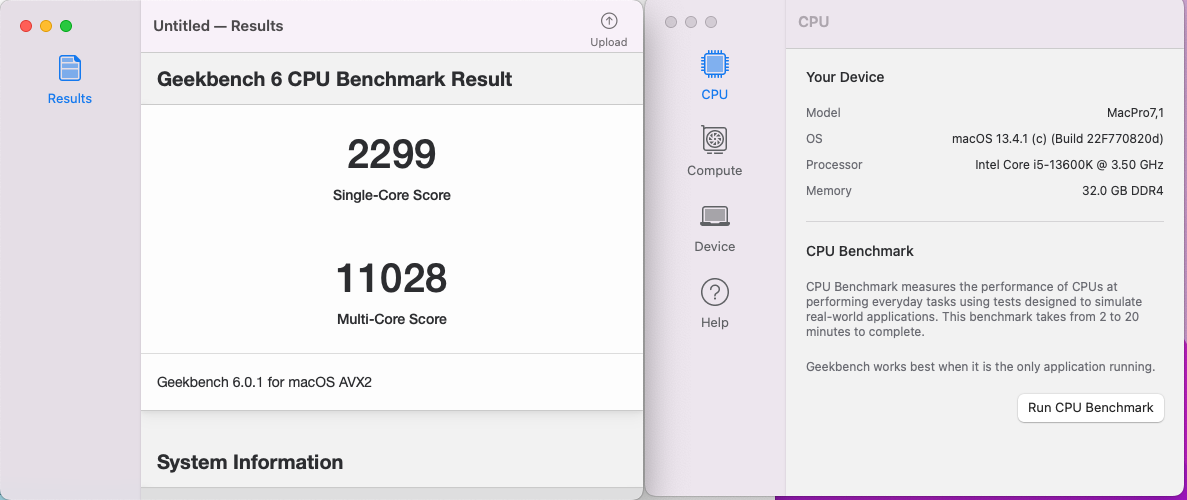 Untitled — Results
Upload
Results
Geekbench 6 CPU Benchmark Result
2299
Single-Core Score
11028
Multi-Core Score
Geekbench 6.0.1 for macOS AVX2
System Information
CPU
Compute
Device
Help
CPU
Your Device
Model MacPro7,1
OS macOS 13.4.1 (c) (Build 22F770820d)
Processor Intel Core i5-13600K @ 3.50 GHz
Memory 32.0 GB DDR4
CPU Benchmark
CPU Benchmark measures the performance of CPUs at
performing everyday tasks using tests designed to simulate
real-world applications. This benchmark takes from 2 to 20
minutes to complete.
Geekbench works best when it is the only application running.
Run CPU Benchmark